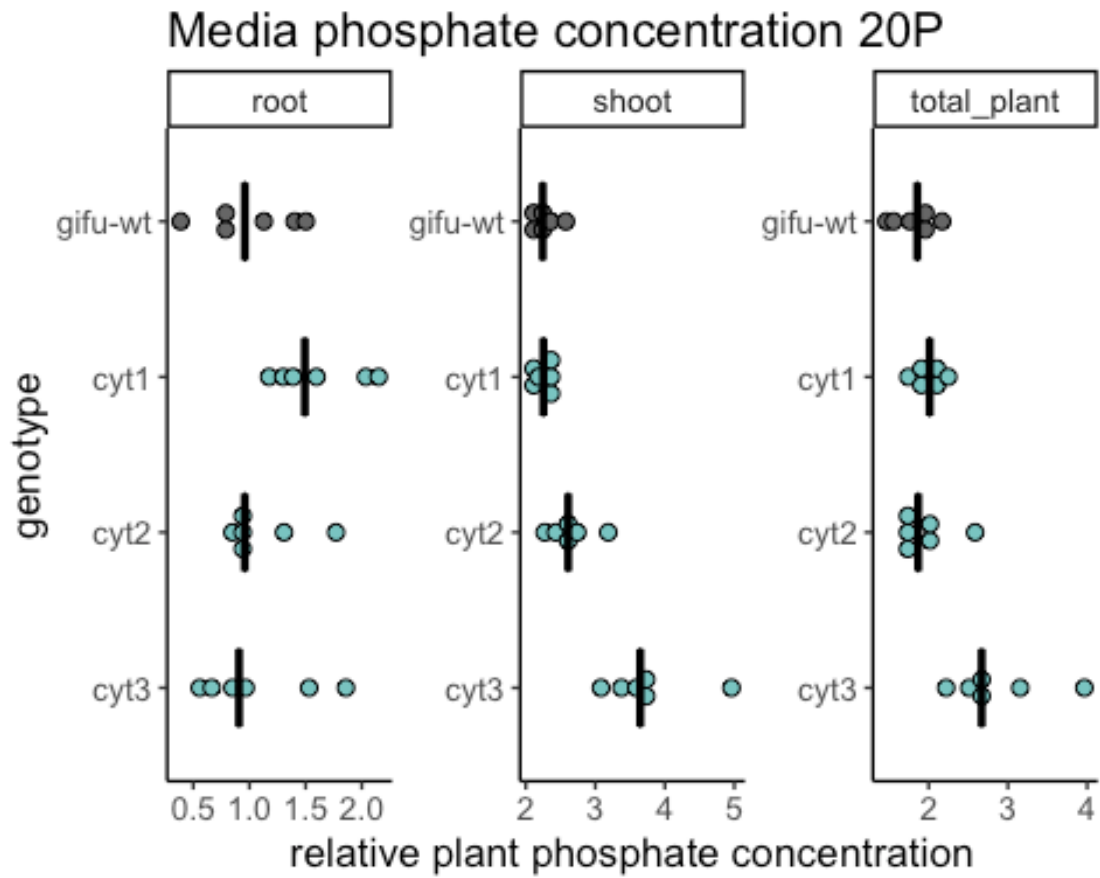 Media phosphate concentration 20P
root shoot total_plant
gifu-wt gifu-wt gifu-wt
cyt1 cyt1 cyt1
cyt2 cyt2 cyt2
cyt3 cyt3 cyt3
genotype
0.5 1.0 1.5 2.0 2 3 4 5 2 3 4
relative plant phosphate concentration